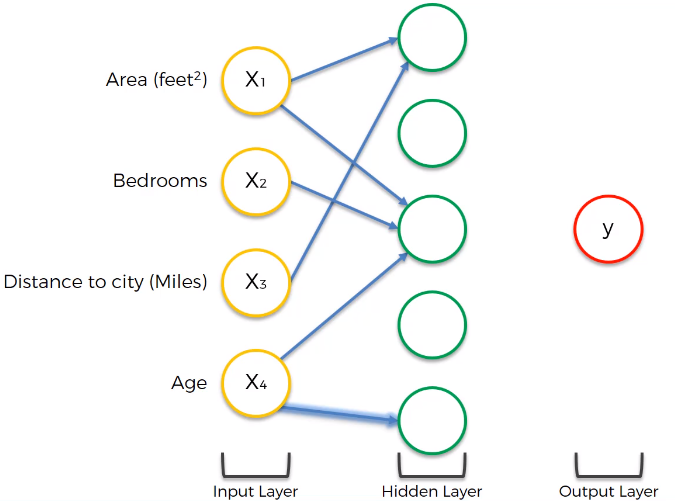 Area (feet²)
X₁
Bedrooms
X₂
y
Distance to city (Miles)
X₃
Age
X₄
Input Layer
Hidden Layer
Output Layer